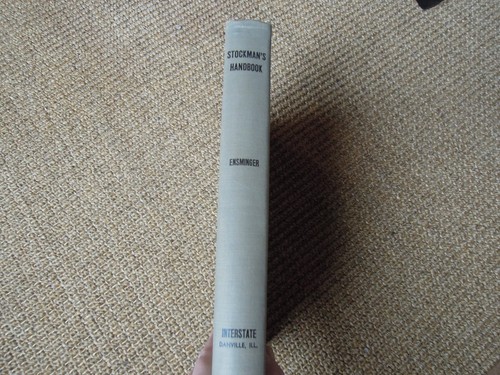 STOCKMAN'S
HANDBOOK
ENSMINGER
INTERSTATE
DANVILLE, ILL.